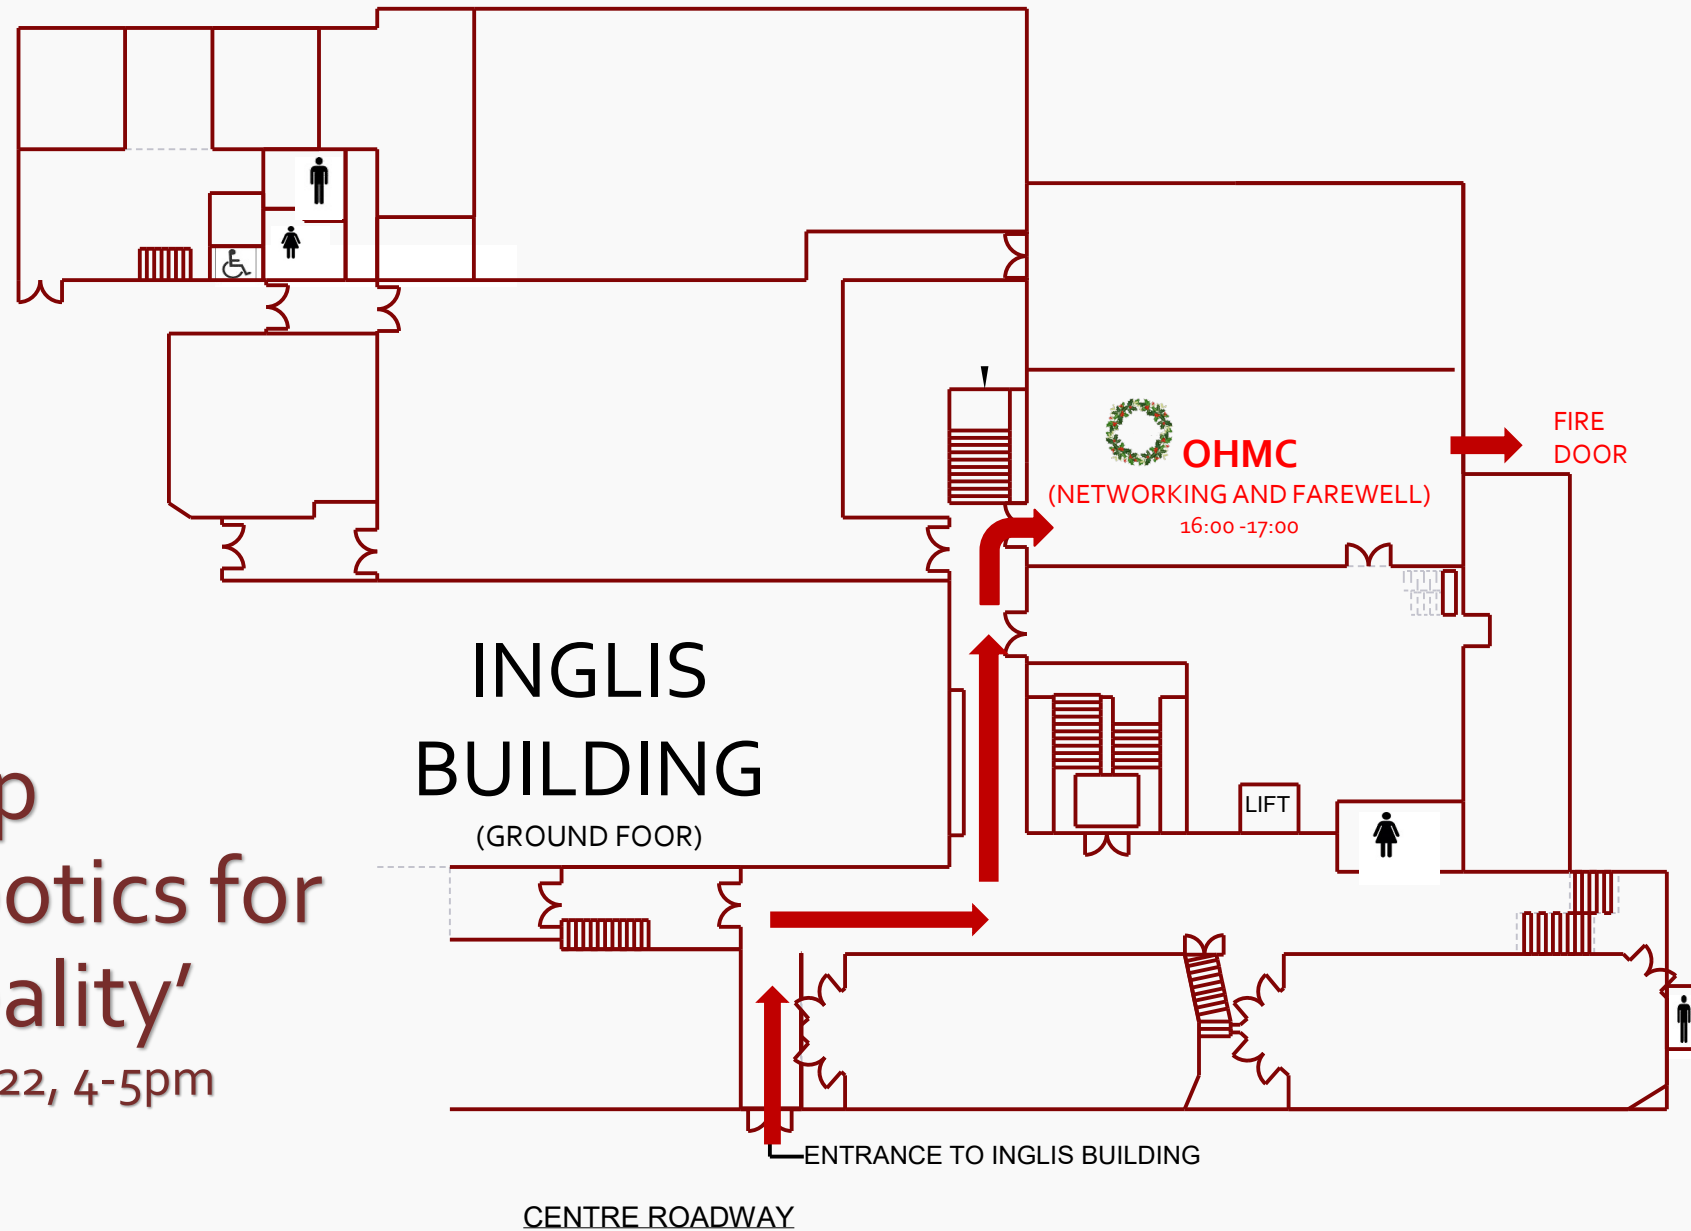 FIRE
DOOR
OHMC
(NETWORKING AND FAREWELL)
16:00 -17:00
INGLIS
BUILDING
(GROUND FOOR)
LIFT
p
otics for
ality’
22, 4-5pm
ENTRANCE TO INGLIS BUILDING
CENTRE ROADWAY